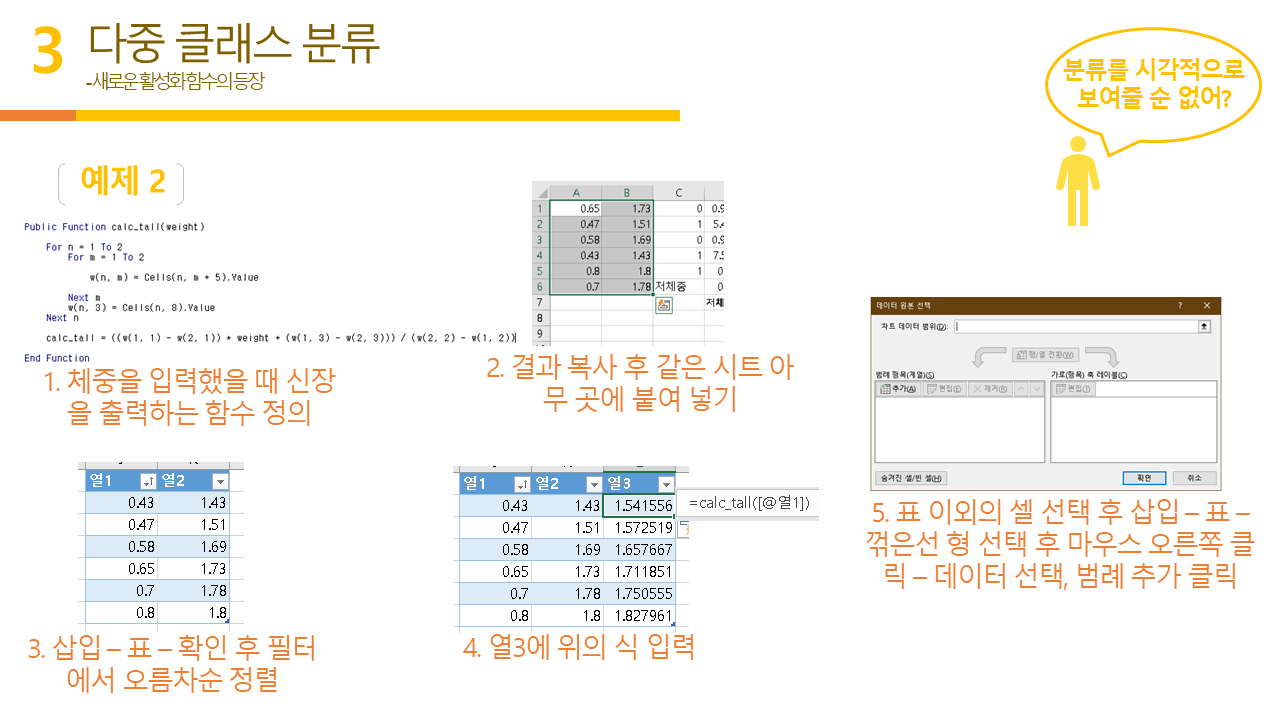 3 다중 클래스 분류
-새로운 활성화 함수의 등장
분류를 시각적으로
보여줄 순 없어?
예제 2
Public Function calc_tall(weight)
For n = 1 To 2
For m = 1 To 2
w(n, m) = Cells(n, m + 5).Value
Next m
w(n, 3) = Cells(n, 8).Value
Next n
calc_tall = ((w(1, 1) - w(2, 1)) * weight + (w(1, 3) - w(2, 3))) / (w(2, 2) - w(1, 2))
End Function
1. 체중을 입력했을 때 신장
을 출력하는 함수 정의
A B C
1 0.65 1.73 0 0.9
2 0.47 1.51 1 5.4
3 0.58 1.69 0 0.9
4 0.43 1.43 1 7.5
5 0.8 1.8 1 0
6 0.7 1.78 저체중 0
7 저체
8
9
2. 결과 복사 후 같은 시트 아
무 곳에 붙여 넣기
열1 열2
0.43 1.43
0.47 1.51
0.58 1.69
0.65 1.73
0.7 1.78
0.8 1.8
3. 삽입 – 표 – 확인 후 필터
에서 오름차순 정렬
열1 열2 열3
0.43 1.43 1.541556 =calc_tall([@열1])
0.47 1.51 1.572519
0.58 1.69 1.657667
0.65 1.73 1.711851
0.7 1.78 1.750555
0.8 1.8 1.827961
4. 열3에 위의 식 입력
데이터 원본 선택 ? ×
차트 데이터 범위(D):
행/열 전환(W)
범례 항목(계열)(S) 가로(항목) 축 레이블(C)
추가(A) 편집(E) 제거(R) 편집(T)
숨겨진 셀/빈 셀(H) 확인 취소
5. 표 이외의 셀 선택 후 삽입 – 표 –
꺾은선 형 선택 후 마우스 오른쪽 클
릭 – 데이터 선택, 범례 추가 클릭